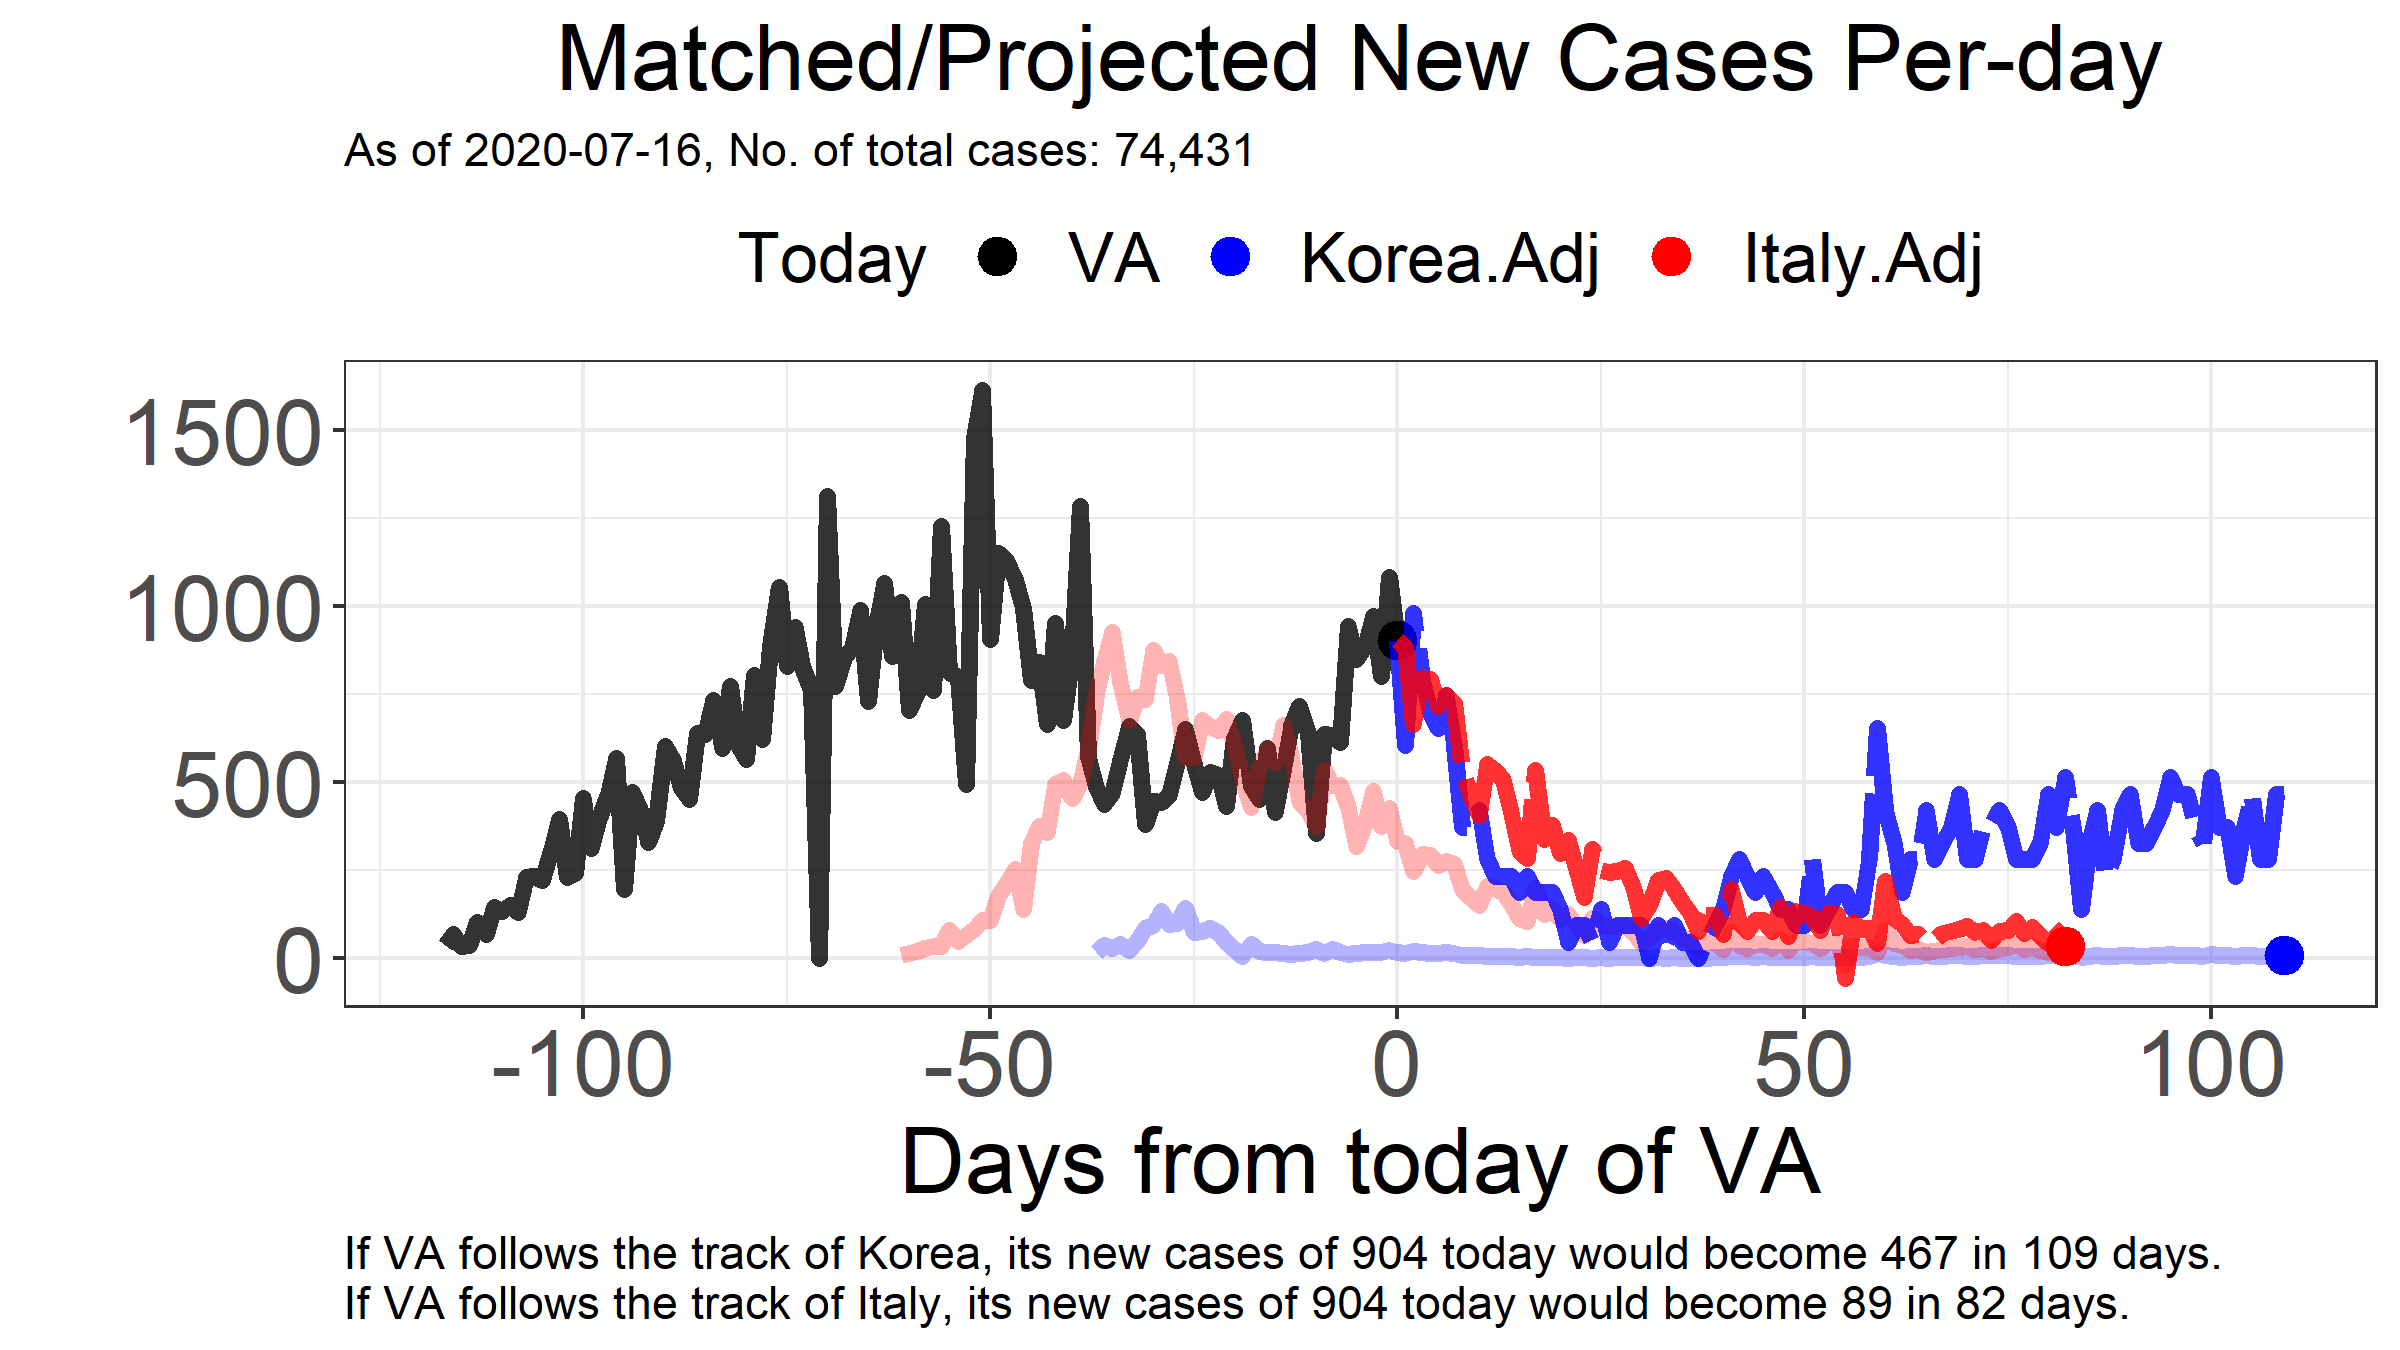 Matched/Projected New Cases Per-day
As of 2020-07-16, No. of total cases: 74,431
Today VA Korea.Adj Italy.Adj
1500
1000
500
0
-100 -50 0 50 100
Days from today of VA
If VA follows the track of Korea, its new cases of 904 today would become 467 in 109 days.
If VA follows the track of Italy, its new cases of 904 today would become 89 in 82 days.